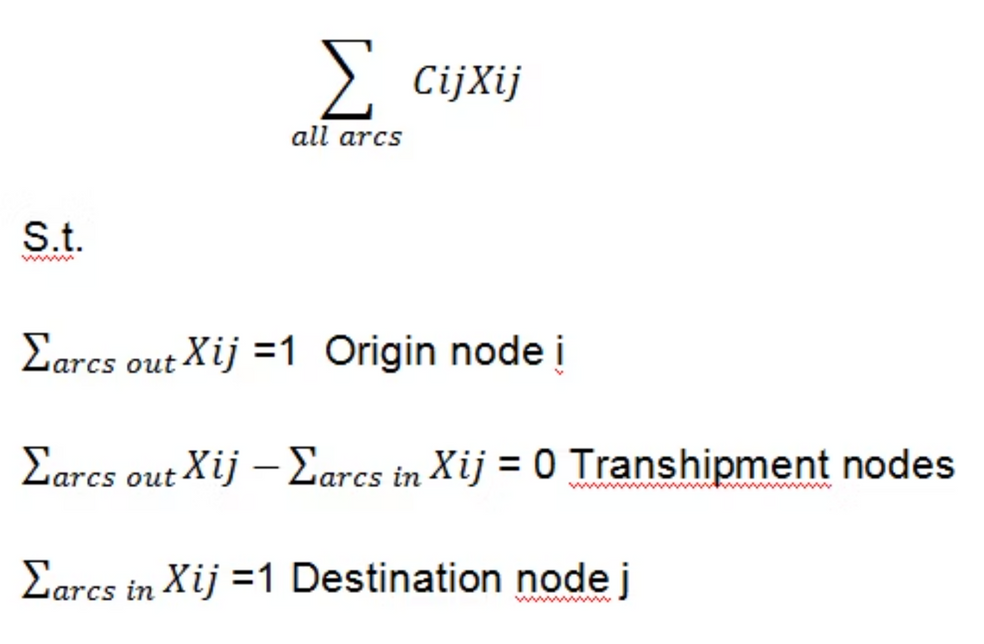 ∑ CijXij
all arcs
S.t.
∑arcs out Xij =1 Origin node i
∑arcs out Xij − ∑arcs in Xij = 0 Transhipment nodes
∑arcs in Xij =1 Destination node j